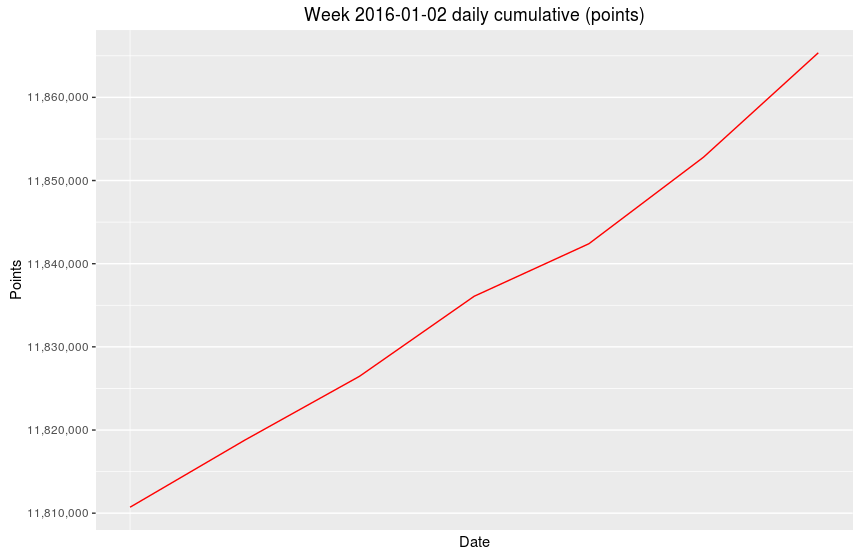 Week 2016-01-02 daily cumulative (points)
11,860,000
11,850,000
11,840,000
11,830,000
11,820,000
11,810,000
Points
Date